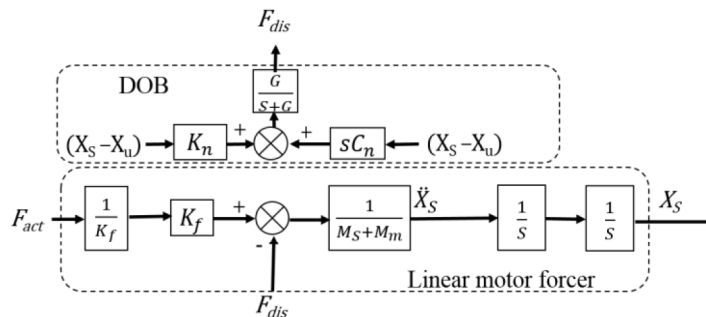 F_dis
DOB
G
S+G
(X_S −X_u)
K_n
+
+
sC_n
(X_S −X_u)
F_act
1
K_f
K_f
+
-
1
M_S+M_m
Ẍ_S
1
S
1
S
X_S
F_dis
Linear motor forcer